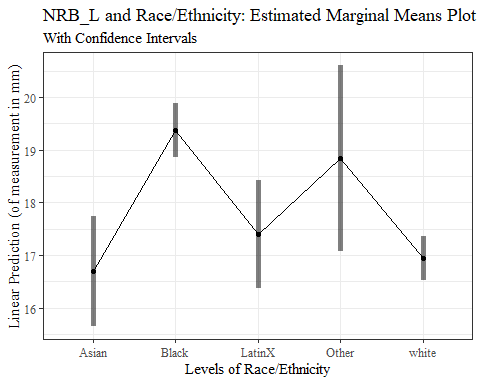 NRB_L and Race/Ethnicity: Estimated Marginal Means Plot
With Confidence Intervals
Linear Prediction (of measurement in mm)
20
19
18
17
16
Asian Black LatinX Other white
Levels of Race/Ethnicity